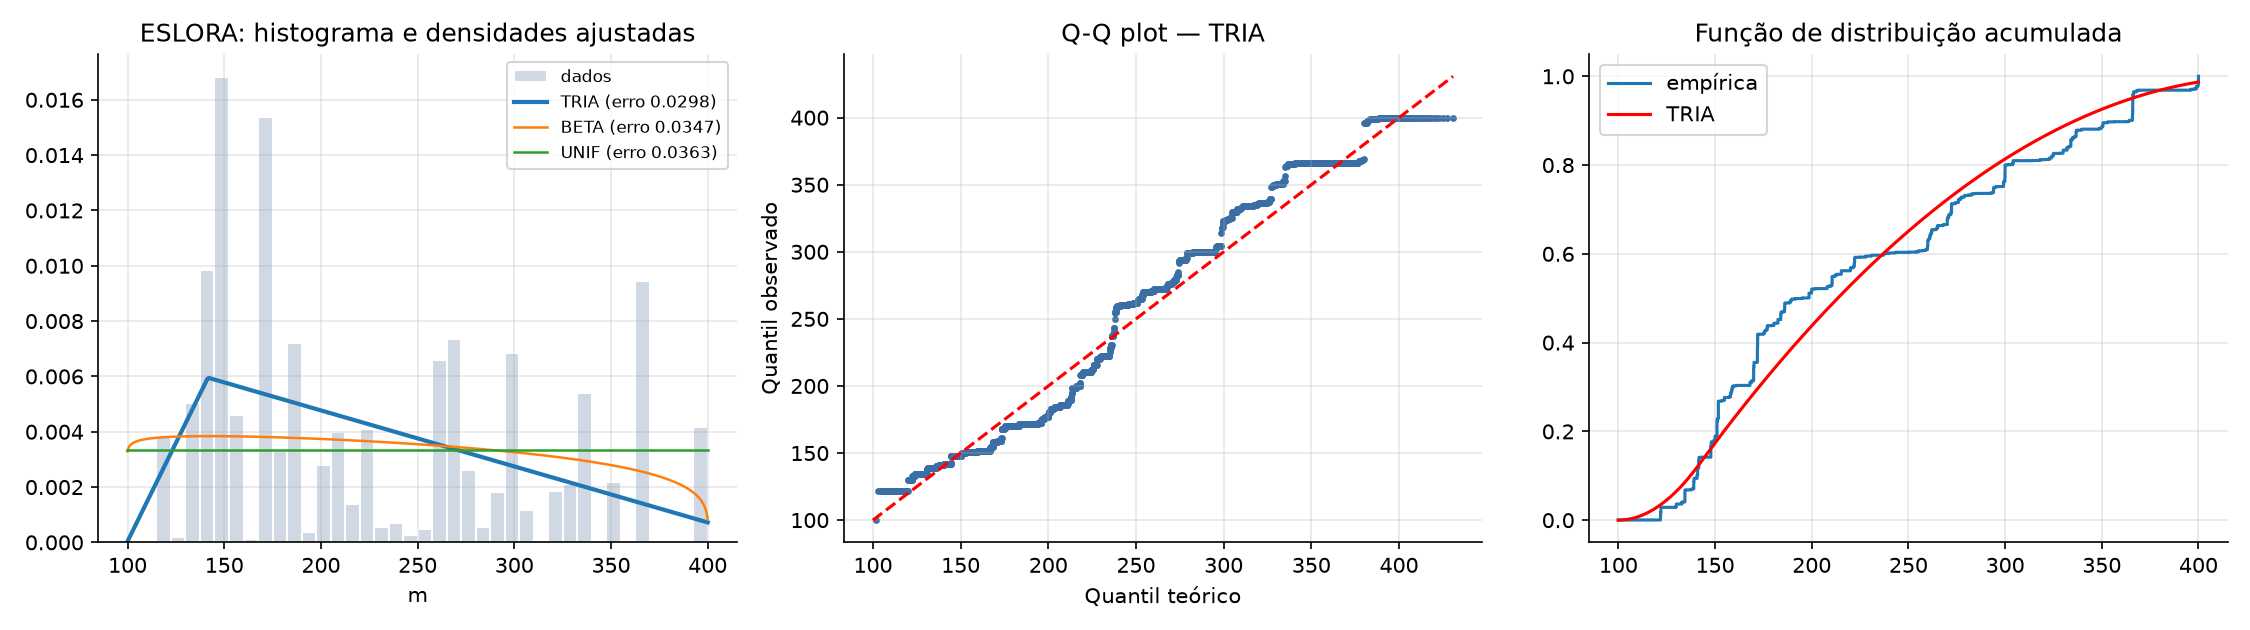 ESLORA: histograma e densidades ajustadas
dados
TRIA (erro 0.0298)
BETA (erro 0.0347)
UNIF (erro 0.0363)
0.016
0.014
0.012
0.010
0.008
0.006
0.004
0.002
0.000
100 150 200 250 300 350 400
m
Q-Q plot — TRIA
Quantil observado
400
350
300
250
200
150
100
100 150 200 250 300 350 400
Quantil teórico
Função de distribuição acumulada
empírica
TRIA
1.0
0.8
0.6
0.4
0.2
0.0
100 150 200 250 300 350 400